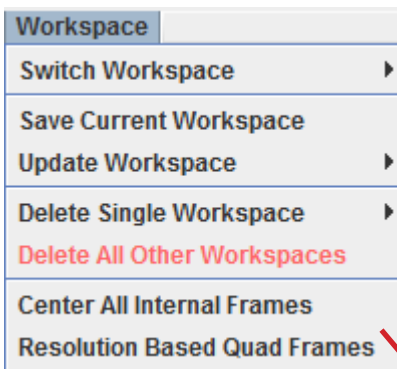 Workspace
Switch Workspace
Save Current Workspace
Update Workspace
Delete Single Workspace
Delete All Other Workspaces
Center All Internal Frames
Resolution Based Quad Frames